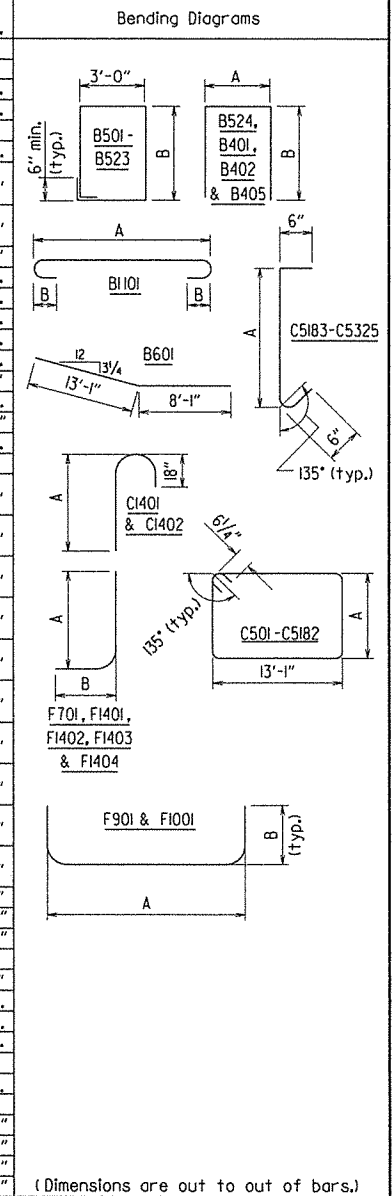 Bending Diagrams
3'-0"
A
B501-
B523
B
6" min.
(typ.)
B524,
B401,
B402
& B405
B
A
B1101
B
B
6"
A
C5183-C5325
6"
135° (typ.)
12
3 1/4
B601
13'-1"
8'-1"
A
18"
C1401
& C1402
6 1/4"
135° (typ.)
C501-C5182
A
13'-1"
A
B
F701, F1401,
F1402, F1403
& F1404
F901 & F1001
B
(typ.)
A
(Dimensions are out to out of bars.)